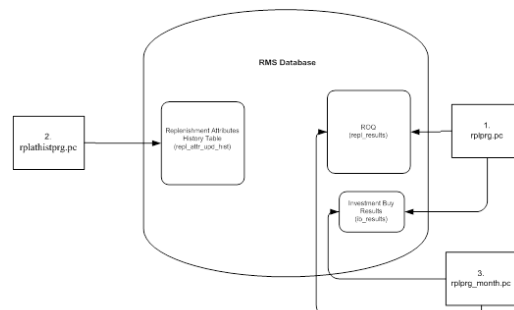 RMS Database
2.
rplathistprg.pc
Replenishment Attributes
History Table
(repl_attr_upd_hist)
ROQ
(repl_results)
1.
rplprg.pc
Investment Buy
Results
(ib_results)
3.
rplprg_month.pc